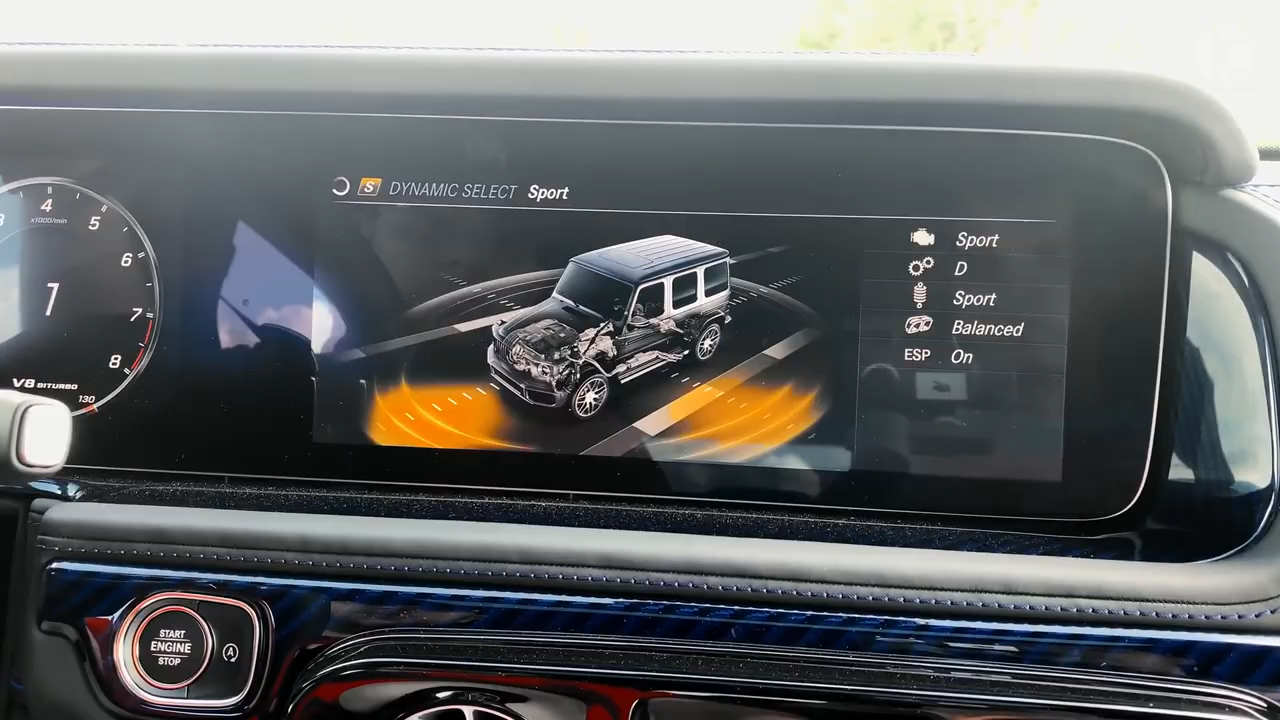 S DYNAMIC SELECT Sport
Sport
D
Sport
Balanced
ESP On
4
x1000/min
5
6
7
8
1
V8 BITURBO
130
START
ENGINE
STOP
A